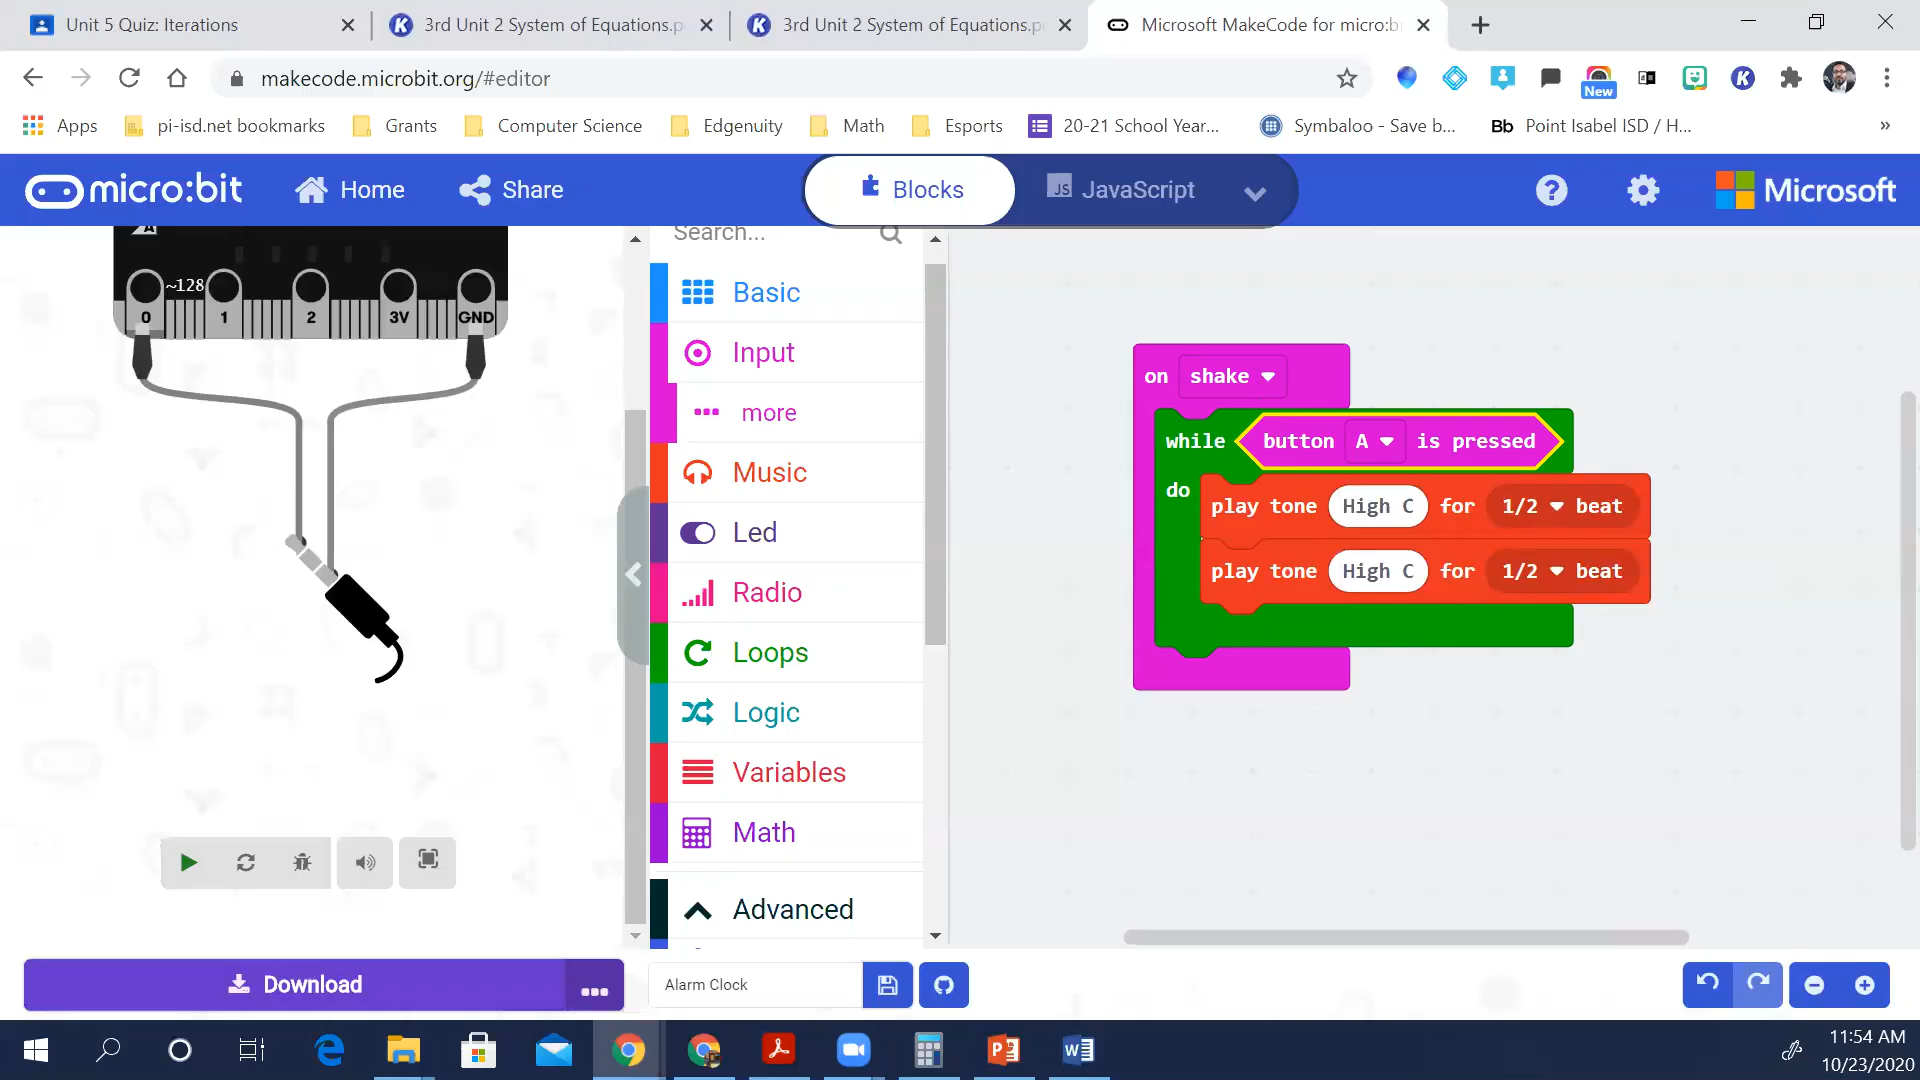 Unit 5 Quiz: Iterations
3rd Unit 2 System of Equations.p
3rd Unit 2 System of Equations.p
Microsoft MakeCode for micro:b
makecode.microbit.org/#editor
New
Apps
pi-isd.net bookmarks
Grants
Computer Science
Edgenuity
Math
Esports
20-21 School Year...
Symbaloo - Save b...
Bb Point Isabel ISD / H...
micro:bit
Home
Share
Blocks
JS JavaScript
Microsoft
A
~128
0 1 2 3V GND
Search...
Basic
Input
more
Music
Led
Radio
Loops
Logic
Variables
Math
Advanced
on shake
while button A is pressed
do
play tone High C for 1/2 beat
play tone High C for 1/2 beat
Download
Alarm Clock
11:54 AM
10/23/2020